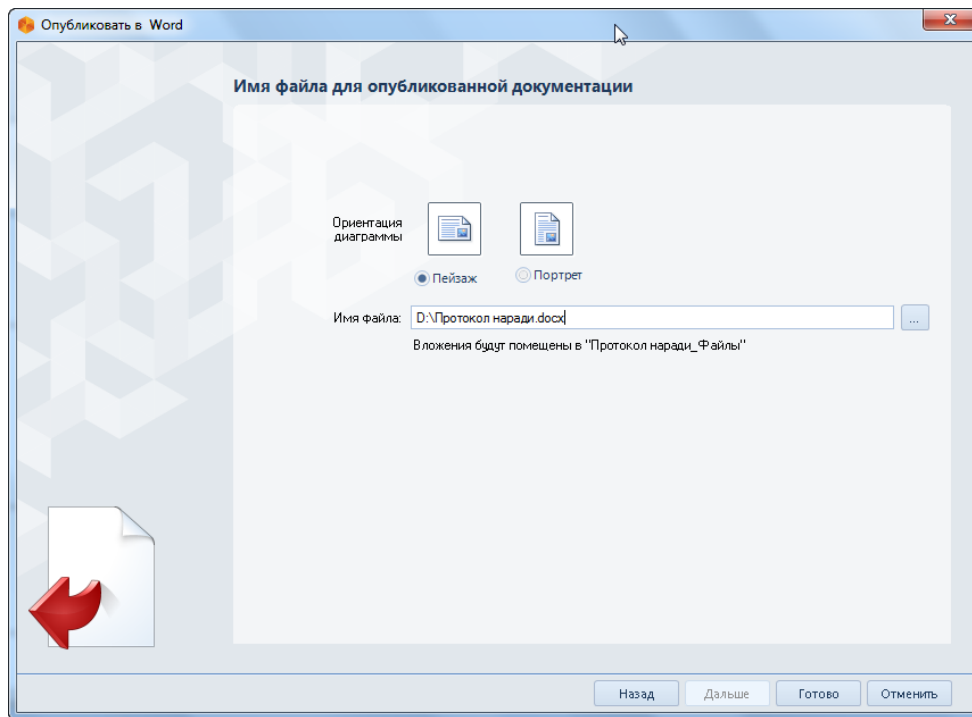 Опубликовать в Word
Имя файла для опубликованной документации
Ориентация
диаграммы
Пейзаж
Портрет
Имя файла:
D:\Протокол наради.docx
...
Вложения будут помещены в "Протокол наради_Файлы"
Назад
Дальше
Готово
Отменить